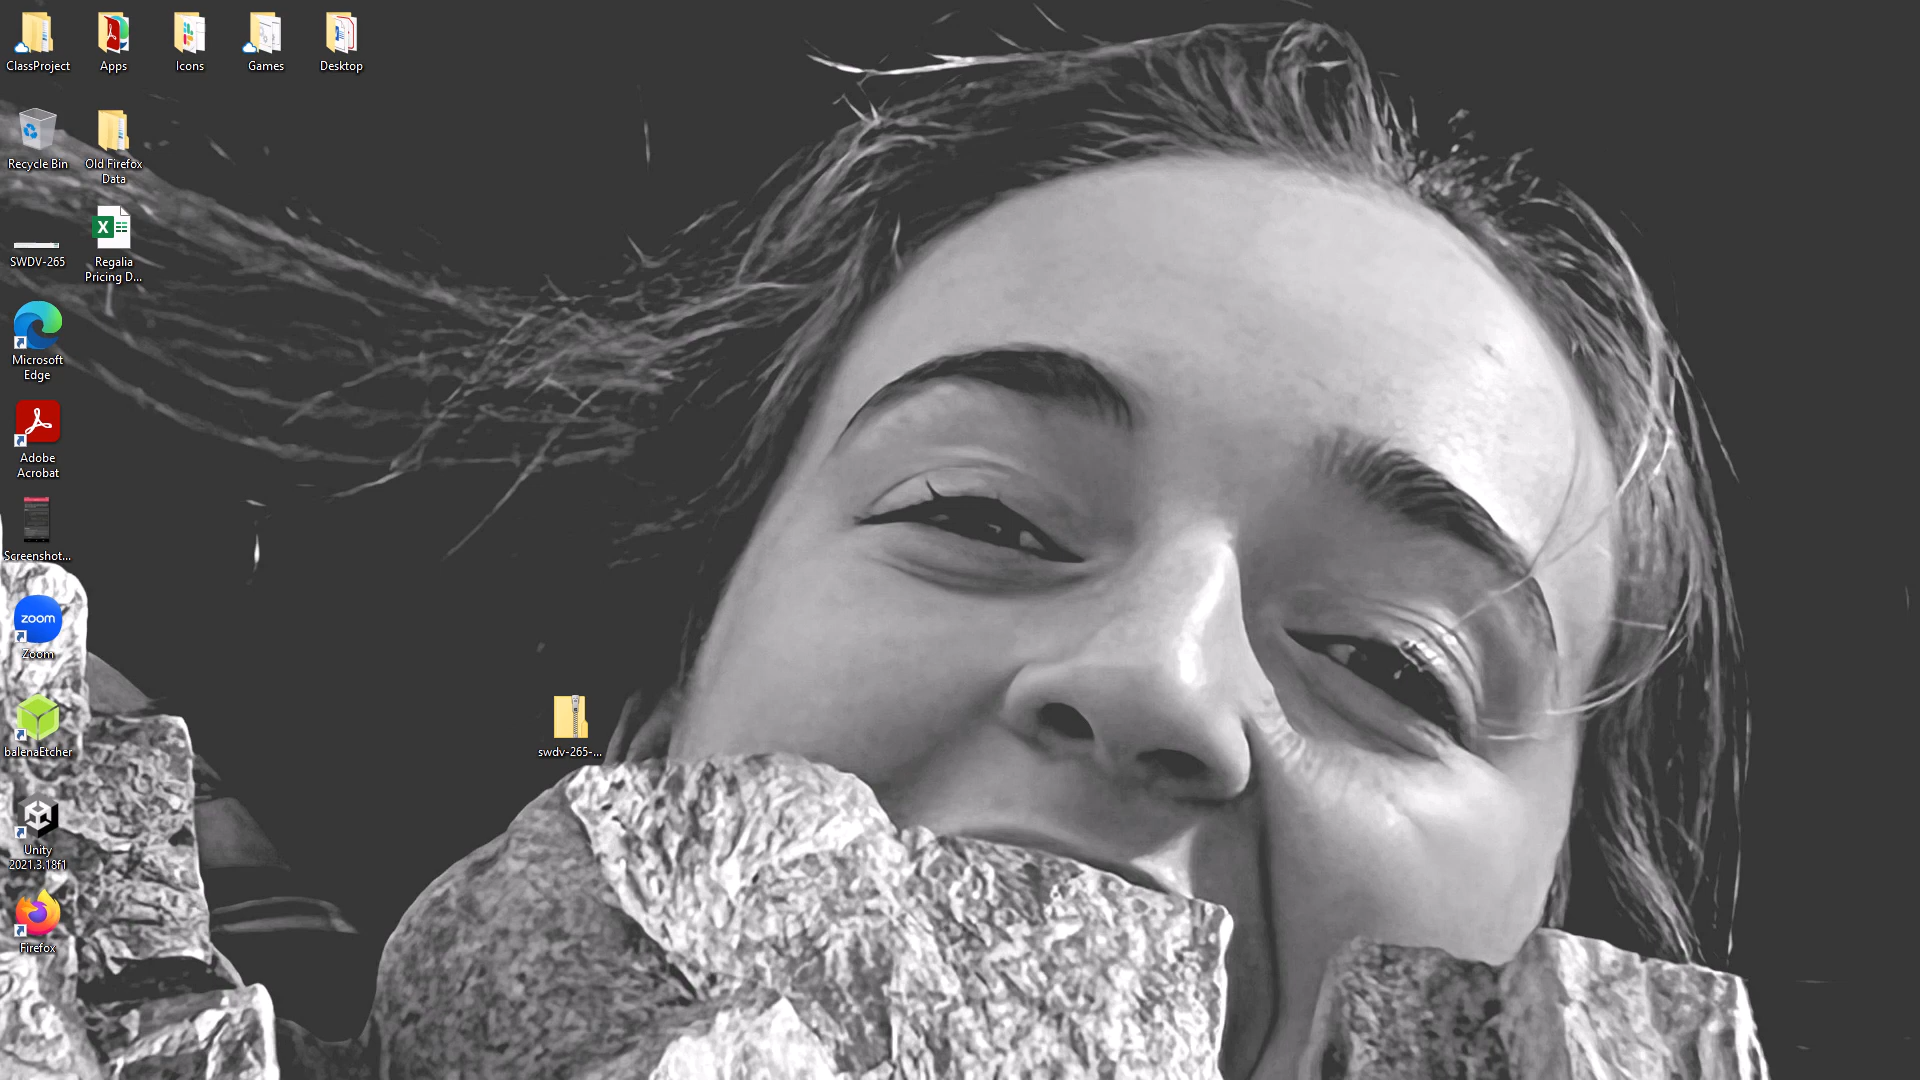 ClassProject
Apps
Icons
Games
Desktop
Recycle Bin
Old Firefox
Data
SWDV-265
Regalia
Pricing D...
Microsoft
Edge
Adobe
Acrobat
Screenshot...
zoom
Zoom
balenaEtcher
swdv-265-...
Unity
2021.3.18f1
Firefox